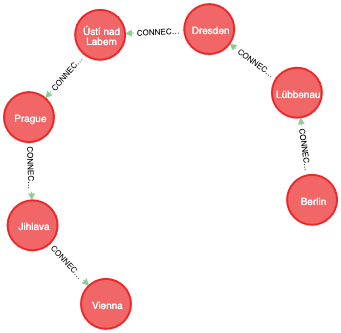 Ústí nad
Labem
CONNEC...
Dresden
CONNEC...
CONNEC...
Lübbenau
Prague
CONNEC...
CONNEC...
Berlin
Jihlava
CONNEC...
Vienna